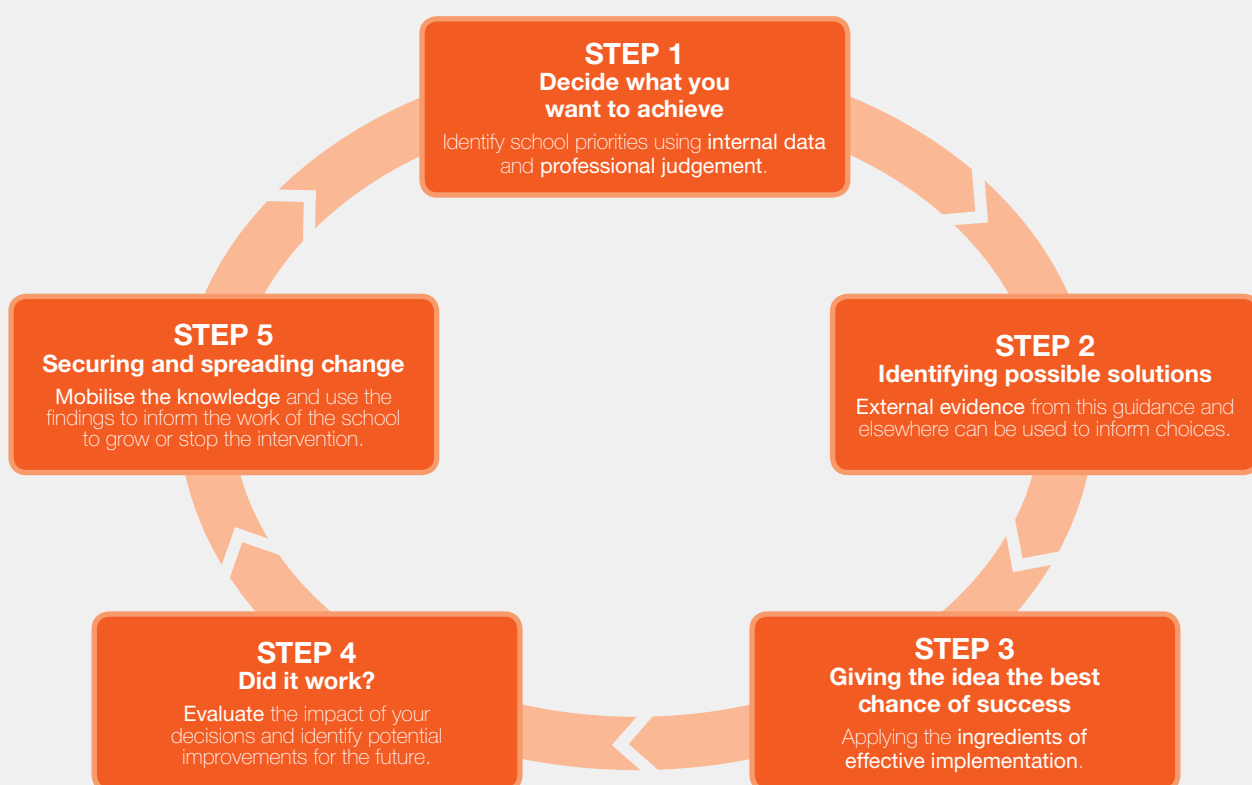 STEP 1
Decide what you
want to achieve
Identify school priorities using internal data
and professional judgement.
STEP 2
Identifying possible solutions
External evidence from this guidance and
elsewhere can be used to inform choices.
STEP 3
Giving the idea the best
chance of success
Applying the ingredients of
effective implementation.
STEP 4
Did it work?
Evaluate the impact of your
decisions and identify potential
improvements for the future.
STEP 5
Securing and spreading change
Mobilise the knowledge and use the
findings to inform the work of the school
to grow or stop the intervention.